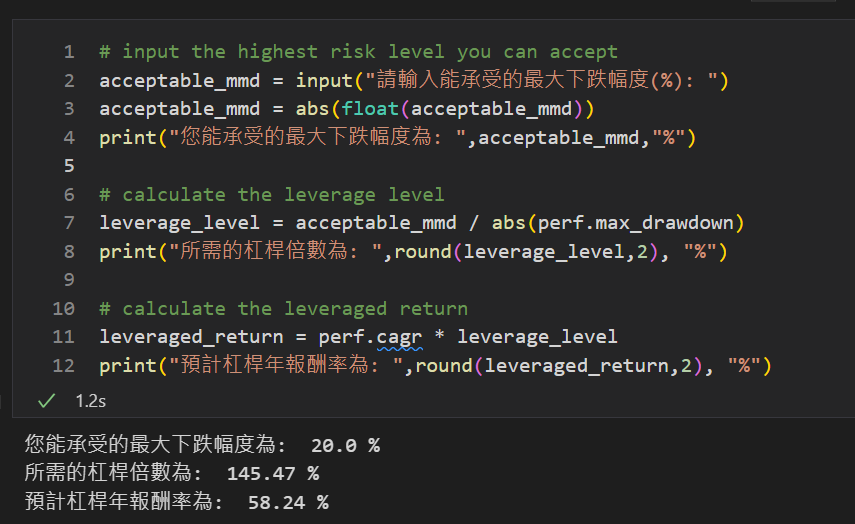 1 # input the highest risk level you can accept
2 acceptable_mmd = input("請輸入能承受的最大下跌幅度(%): ")
3 acceptable_mmd = abs(float(acceptable_mmd))
4 print("您能承受的最大下跌幅度為: ",acceptable_mmd,"%")
5
6 # calculate the leverage level
7 leverage_level = acceptable_mmd / abs(perf.max_drawdown)
8 print("所需的杠桿倍數為: ",round(leverage_level,2), "%")
9
10 # calculate the leveraged return
11 leveraged_return = perf.cagr * leverage_level
12 print("預計杠桿年報酬率為: ",round(leveraged_return,2), "%")
1.2s
您能承受的最大下跌幅度為:  20.0 %
所需的杠桿倍數為:  145.47 %
預計杠桿年報酬率為:  58.24 %